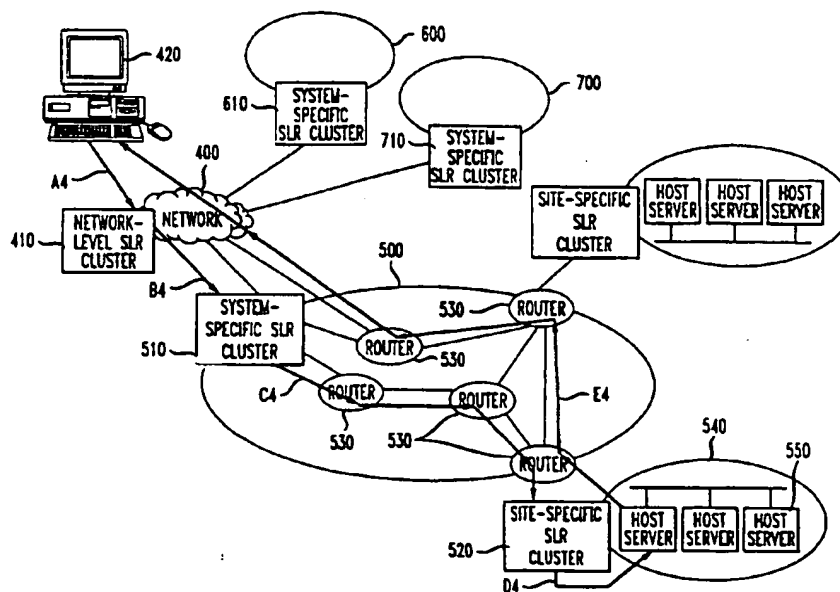 420
600
610
SYSTEM-
SPECIFIC
SLR CLUSTER
700
710
SYSTEM-
SPECIFIC
SLR CLUSTER
A4
400
NETWORK
410
NETWORK-
LEVEL SLR
CLUSTER
B4
SITE-SPECIFIC
SLR
CLUSTER
HOST
SERVER
HOST
SERVER
HOST
SERVER
500
510
SYSTEM-
SPECIFIC SLR
CLUSTER
530
ROUTER
ROUTER
530
C4
ROUTER
530
ROUTER
530
E4
ROUTER
540
550
520
SITE-SPECIFIC
SLR
CLUSTER
HOST
SERVER
HOST
SERVER
HOST
SERVER
D4